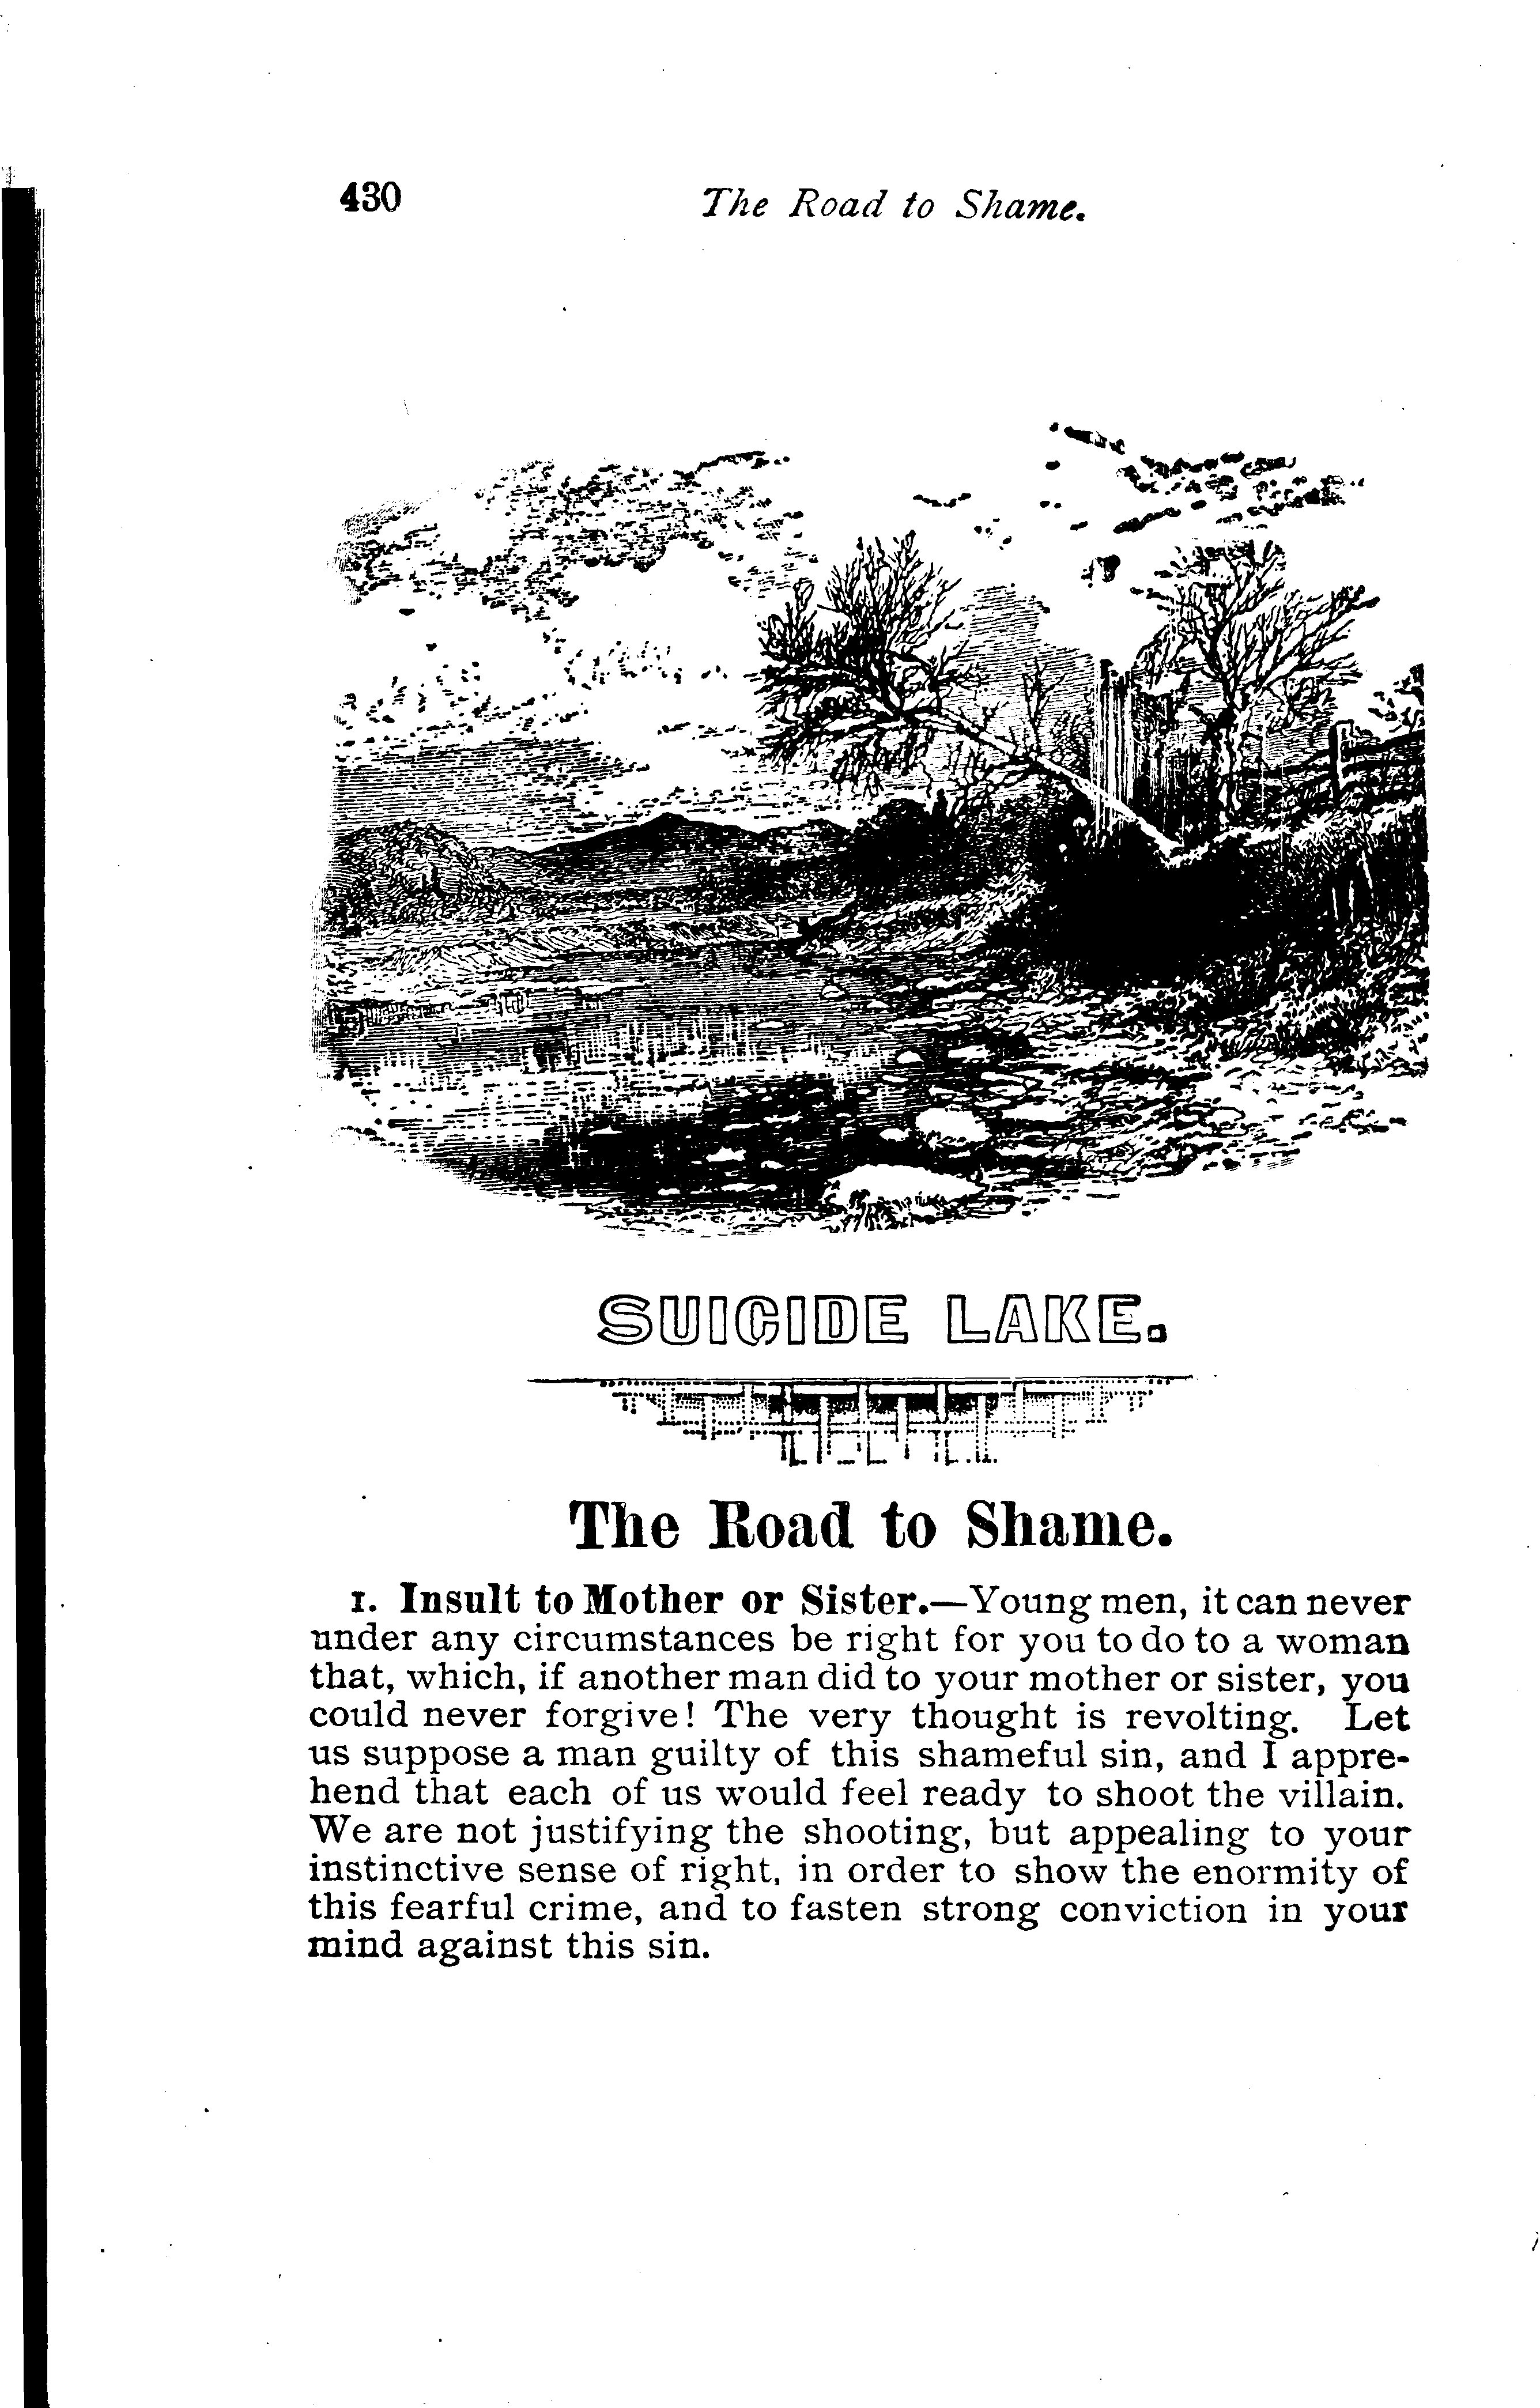 430 The Road to Shame.
SUICIDE LAKE.
The Road to Shame.
1. Insult to Mother or Sister.—Young men, it can never
under any circumstances be right for you to do to a woman
that, which, if another man did to your mother or sister, you
could never forgive! The very thought is revolting. Let
us suppose a man guilty of this shameful sin, and I appre-
hend that each of us would feel ready to shoot the villain.
We are not justifying the shooting, but appealing to your
instinctive sense of right, in order to show the enormity of
this fearful crime, and to fasten strong conviction in your
mind against this sin.